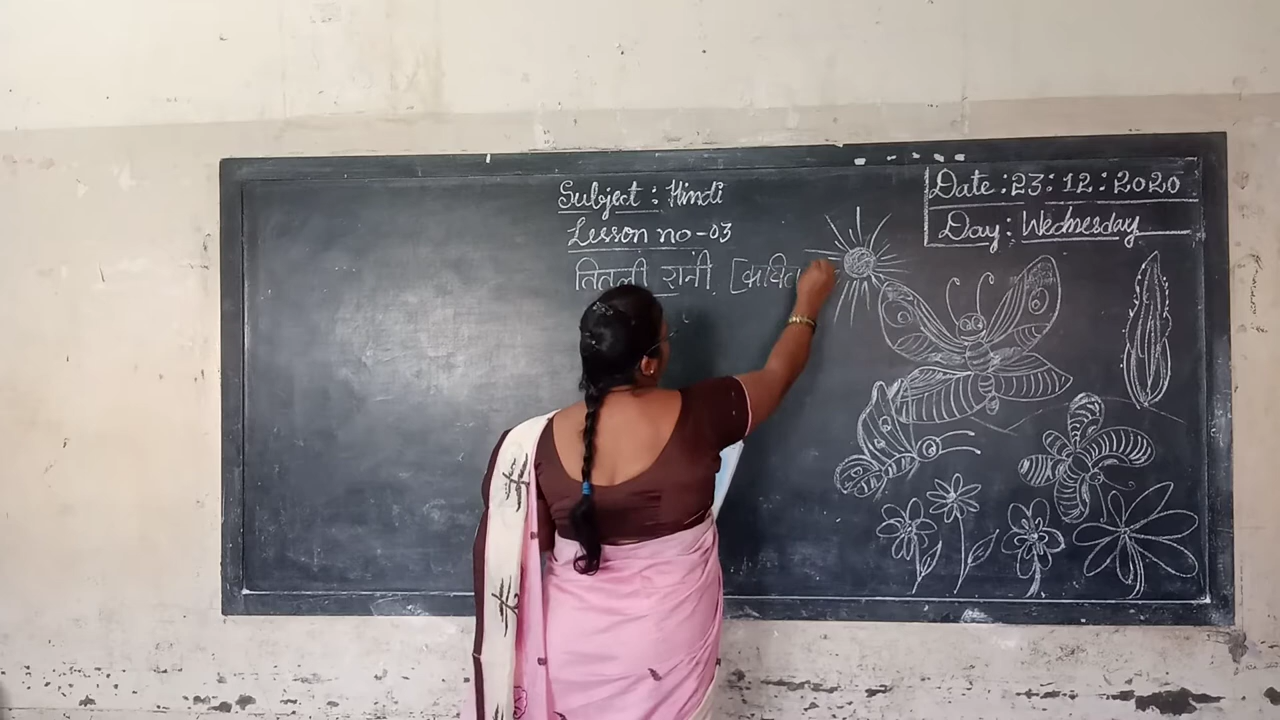 Subject : Hindi
Lesson no -03
तितली रानी [कवित
Date : 23 : 12 : 2020
Day : Wednesday